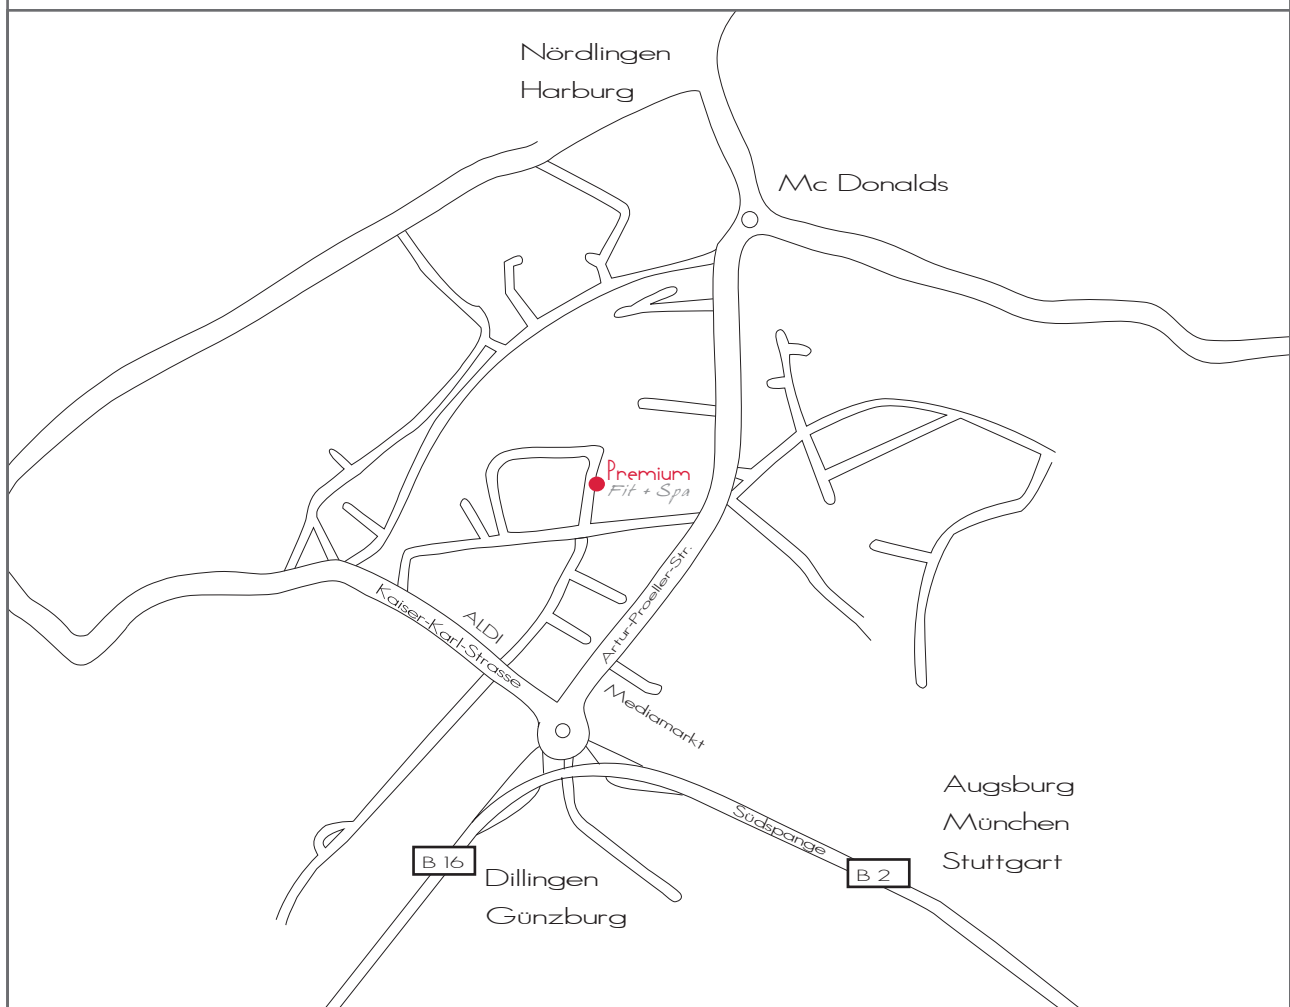 Nördlingen
Harburg
Mc Donalds
Premium
Fit + Spa
Artur-Proeller-Str.
ALDI
Kaiser-Karl-Strasse
Mediamarkt
Südspange
Augsburg
München
Stuttgart
B 16
B 2
Dillingen
Günzburg